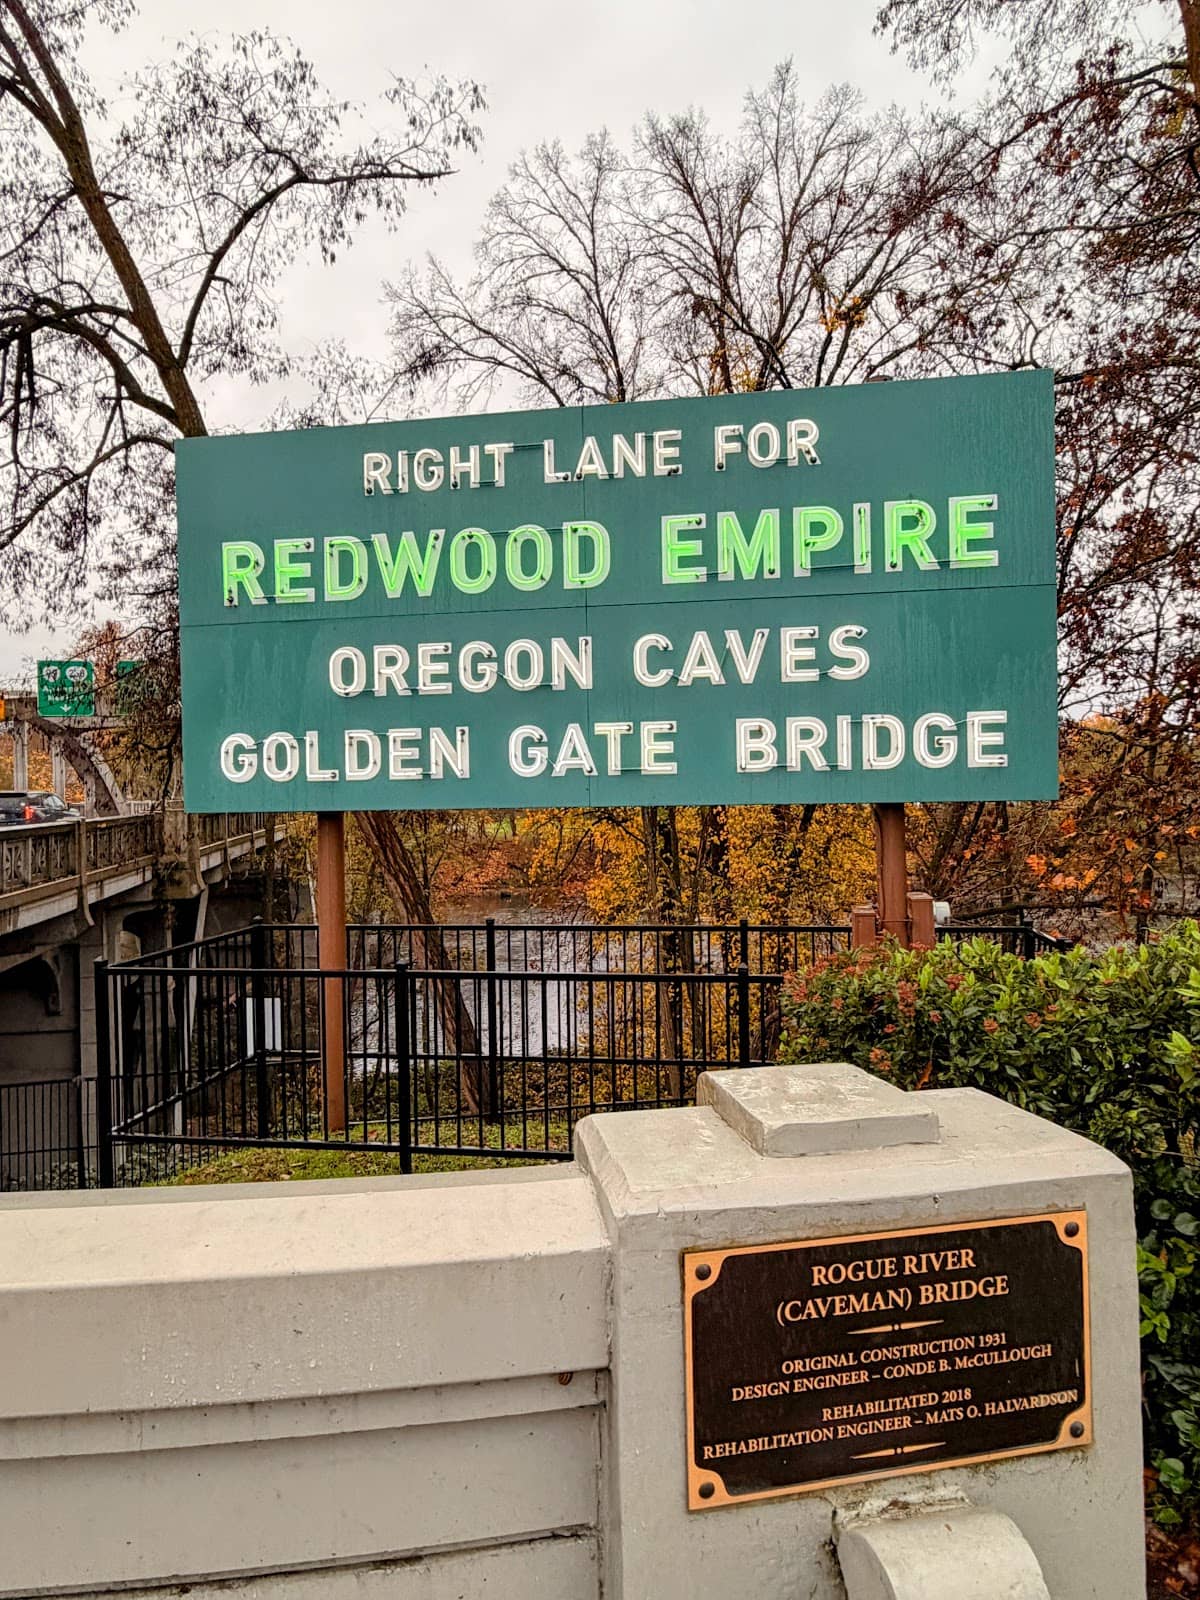 RIGHT LANE FOR
REDWOOD EMPIRE
OREGON CAVES
GOLDEN GATE BRIDGE
ROGUE RIVER
(CAVEMAN) BRIDGE
ORIGINAL CONSTRUCTION 1931
DESIGN ENGINEER – CONDE B. McCULLOUGH
REHABILITATED 2018
REHABILITATION ENGINEER – MATS O. HALVARDSON